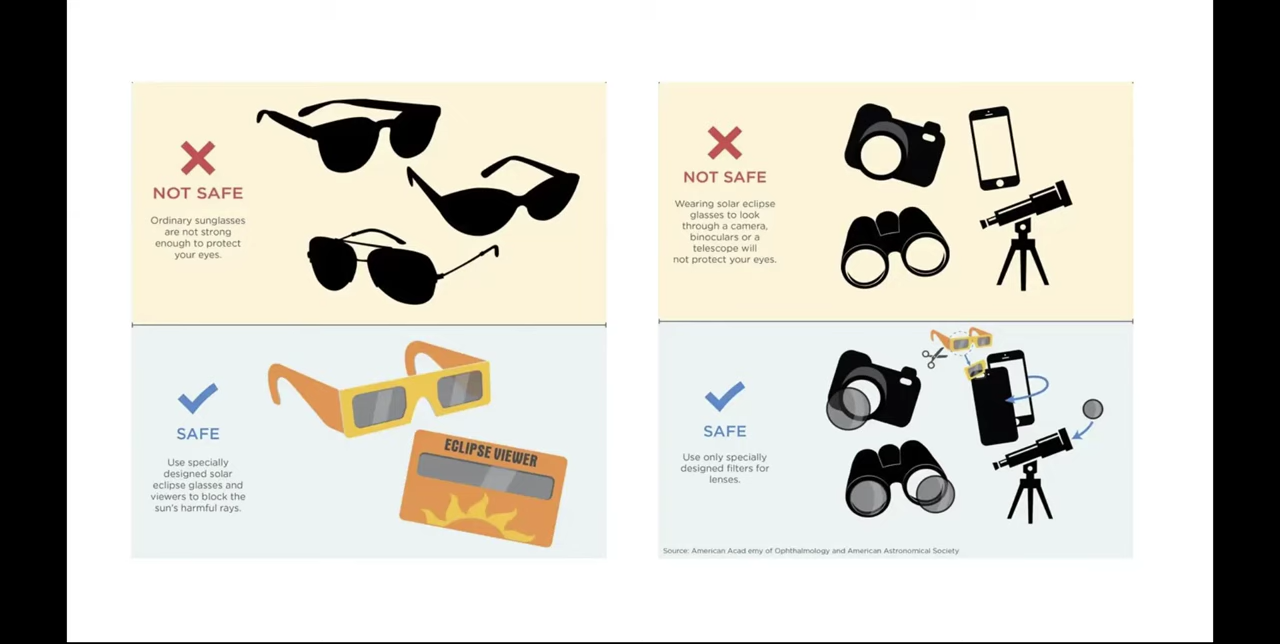 NOT SAFE
Ordinary sunglasses
are not strong
enough to protect
your eyes.
SAFE
Use specially
designed solar
eclipse glasses and
viewers to block the
sun's harmful rays.
ECLIPSE VIEWER
NOT SAFE
Wearing solar eclipse
glasses to look
through a camera,
binoculars or a
telescope will
not protect your eyes.
SAFE
Use only specially
designed filters for
lenses.
Source: American Acad emy of Ophthalmology and American Astronomical Society